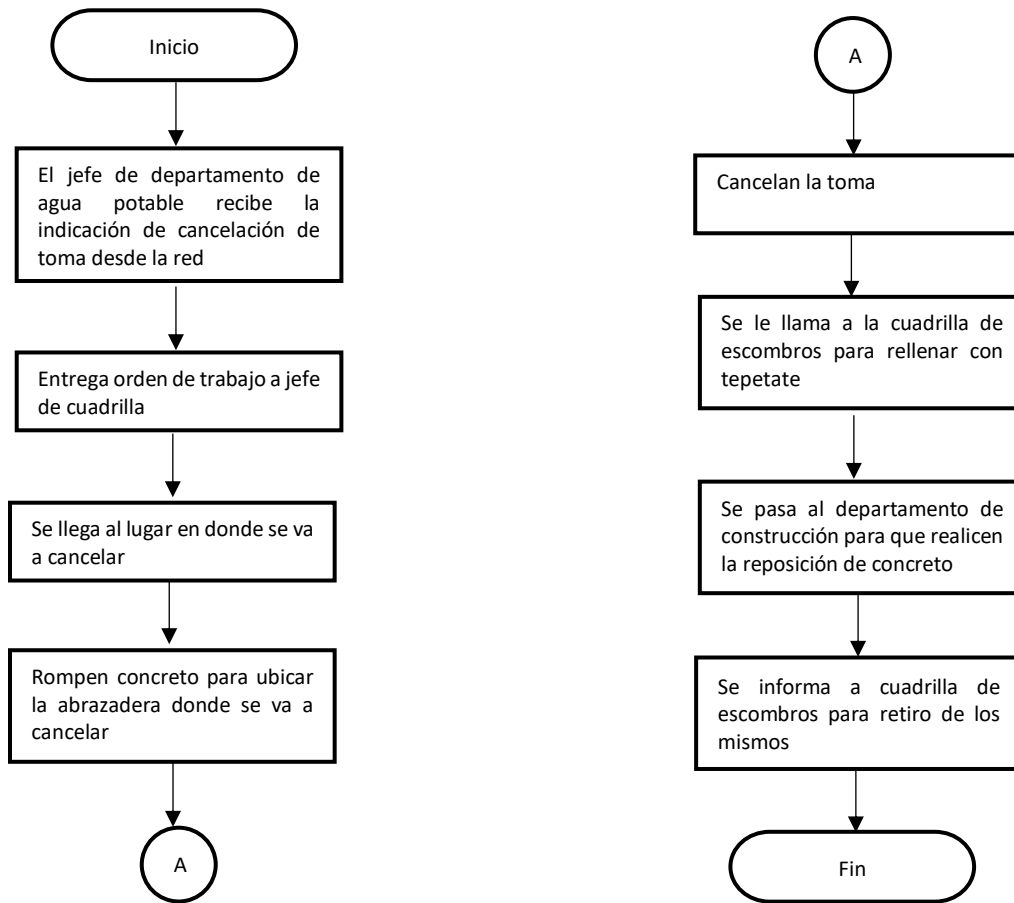 Inicio
El jefe de departamento de
agua potable recibe la
indicación de cancelación de
toma desde la red
Entrega orden de trabajo a jefe
de cuadrilla
Se llega al lugar en donde se va
a cancelar
Rompen concreto para ubicar
la abrazadera donde se va a
cancelar
A
A
Cancelan la toma
Se le llama a la cuadrilla de
escombros para rellenar con
tepetate
Se pasa al departamento de
construcción para que realicen
la reposición de concreto
Se informa a cuadrilla de
escombros para retiro de los
mismos
Fin